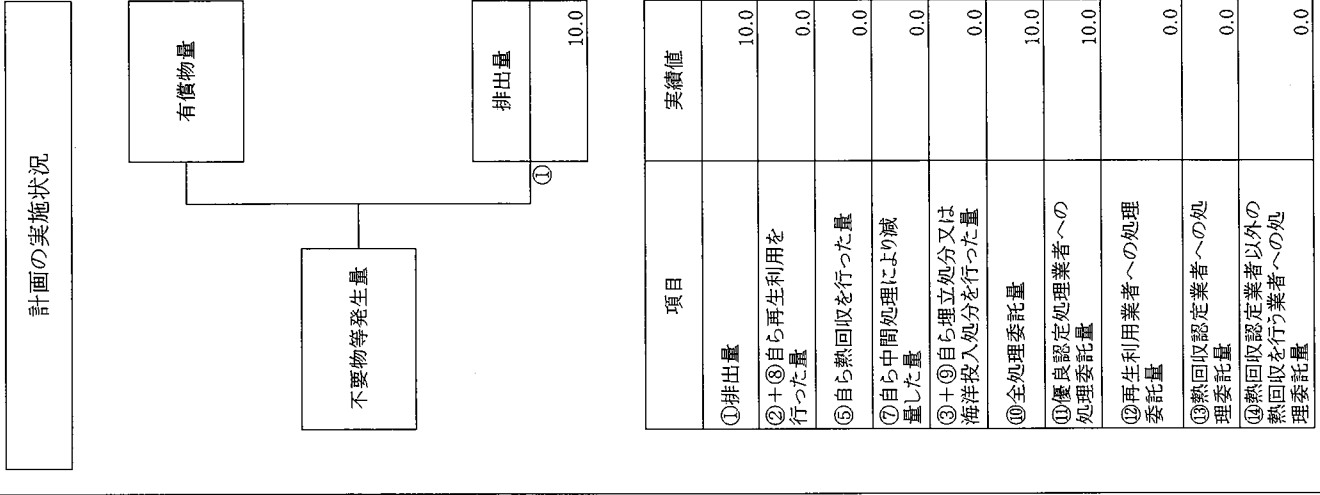 計画の実施状況
不要物等発生量
有償物量
排出量
①
10.0
項目
実績値
①排出量
10.0
②+⑧自ら再生利用を
行った量
0.0
⑤自ら熱回収を行った量
0.0
⑦自ら中間処理により減
量した量
0.0
③+⑨自ら埋立処分又は
海洋投入処分を行った量
0.0
⑩全処理委託量
10.0
⑪優良認定処理業者への
処理委託量
10.0
⑫再生利用業者への処理
委託量
0.0
⑬熱回収認定業者への処
理委託量
0.0
⑭熱回収認定業者以外の
熱回収を行う業者への処
理委託量
0.0